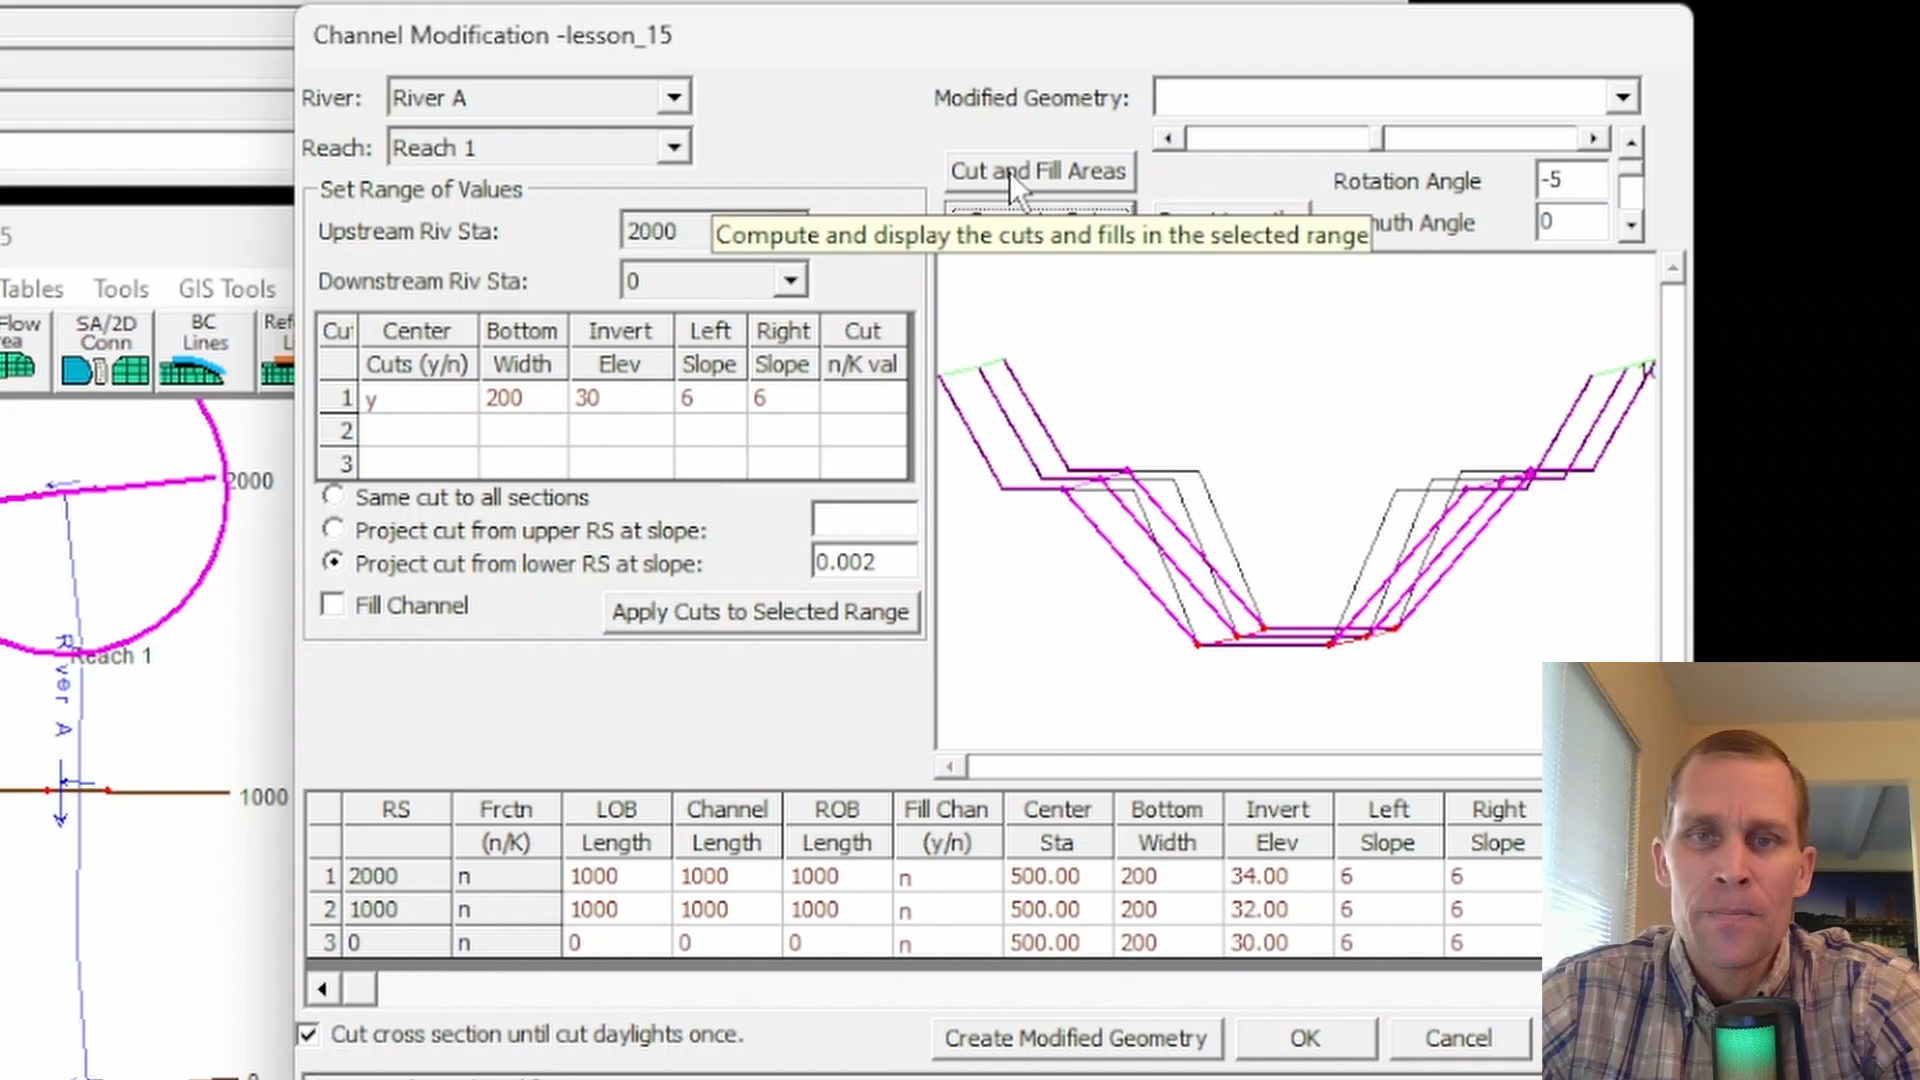 Channel Modification -lesson_15
River: River A
Modified Geometry:
Reach: Reach 1
Cut and Fill Areas
Rotation Angle -5
Set Range of Values
Upstream Riv Sta: 2000
Compute and display the cuts and fills in the selected range
muth Angle 0
Downstream Riv Sta: 0
5
Tables Tools GIS Tools
SA/2D Conn
BC Lines
Cut Center Cuts (y/n) Bottom Width Invert Elev Left Slope Right Slope Cut n/K val
1 y 200 30 6 6
2
3
Same cut to all sections
Project cut from upper RS at slope:
Project cut from lower RS at slope: 0.002
Fill Channel
Apply Cuts to Selected Range
2000
Reach 1
River A
1000
0
RS Frctn (n/K) LOB Length Channel Length ROB Length Fill Chan (y/n) Center Sta Bottom Width Invert Elev Left Slope Right Slope
1 2000 n 1000 1000 1000 n 500.00 200 34.00 6 6
2 1000 n 1000 1000 1000 n 500.00 200 32.00 6 6
3 0 n 0 0 0 n 500.00 200 30.00 6 6
Cut cross section until cut daylights once.
Create Modified Geometry
OK
Cancel